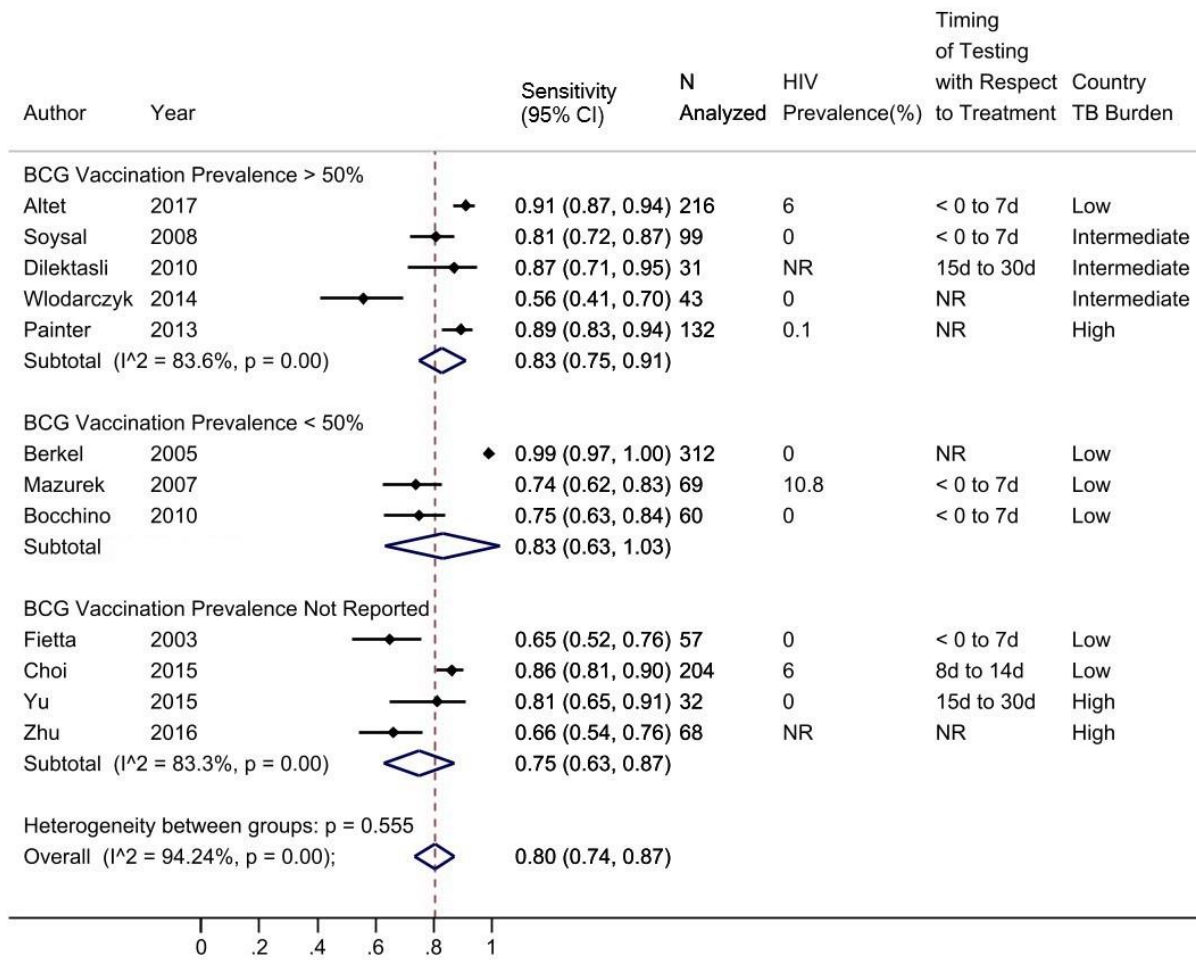 Timing
of Testing
Sensitivity N HIV with Respect Country
Author Year (95% CI) Analyzed Prevalence(%) to Treatment TB Burden
BCG Vaccination Prevalence > 50%
Altet 2017 0.91 (0.87, 0.94) 216 6 < 0 to 7d Low
Soysal 2008 0.81 (0.72, 0.87) 99 0 < 0 to 7d Intermediate
Dilektasli 2010 0.87 (0.71, 0.95) 31 NR 15d to 30d Intermediate
Wlodarczyk 2014 0.56 (0.41, 0.70) 43 0 NR Intermediate
Painter 2013 0.89 (0.83, 0.94) 132 0.1 NR High
Subtotal (I^2 = 83.6%, p = 0.00) 0.83 (0.75, 0.91)
BCG Vaccination Prevalence < 50%
Berkel 2005 0.99 (0.97, 1.00) 312 0 NR Low
Mazurek 2007 0.74 (0.62, 0.83) 69 10.8 < 0 to 7d Low
Bocchino 2010 0.75 (0.63, 0.84) 60 0 < 0 to 7d Low
Subtotal 0.83 (0.63, 1.03)
BCG Vaccination Prevalence Not Reported
Fietta 2003 0.65 (0.52, 0.76) 57 0 < 0 to 7d Low
Choi 2015 0.86 (0.81, 0.90) 204 6 8d to 14d Low
Yu 2015 0.81 (0.65, 0.91) 32 0 15d to 30d High
Zhu 2016 0.66 (0.54, 0.76) 68 NR NR High
Subtotal (I^2 = 83.3%, p = 0.00) 0.75 (0.63, 0.87)
Heterogeneity between groups: p = 0.555
Overall (I^2 = 94.24%, p = 0.00); 0.80 (0.74, 0.87)
0 .2 .4 .6 .8 1